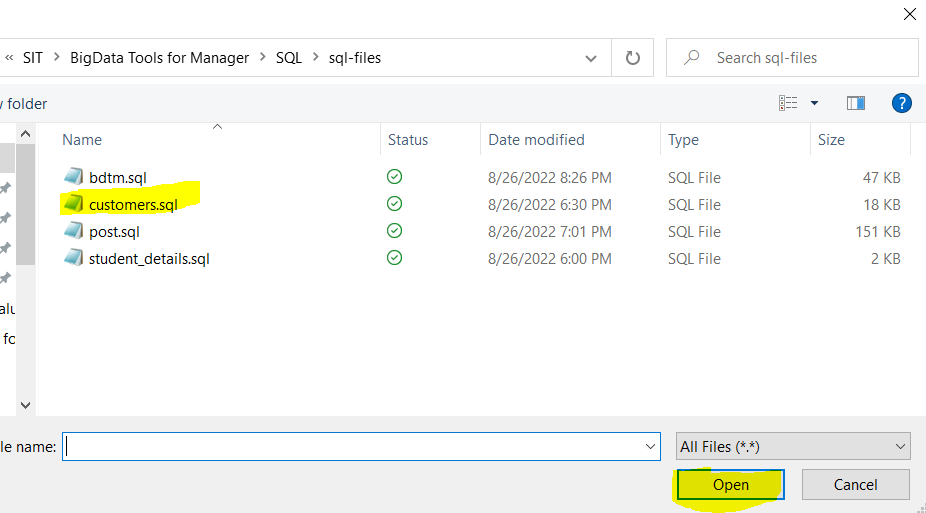 « SIT > BigData Tools for Manager > SQL > sql-files Search sql-files
v folder ?
Name Status Date modified Type Size
bdtm.sql 8/26/2022 8:26 PM SQL File 47 KB
customers.sql 8/26/2022 6:30 PM SQL File 18 KB
post.sql 8/26/2022 7:01 PM SQL File 151 KB
student_details.sql 8/26/2022 6:00 PM SQL File 2 KB
alu
fo
le name: All Files (*.*)
Open Cancel